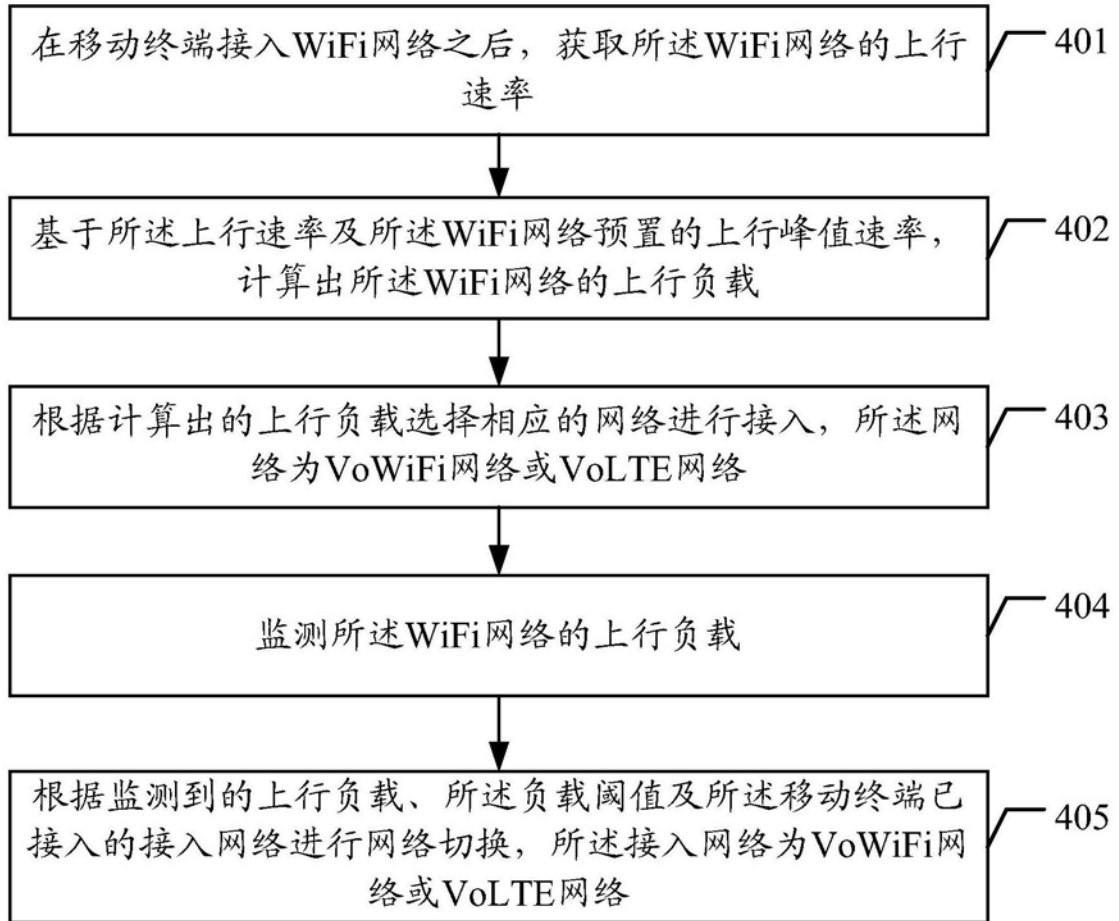 在移动终端接入WiFi网络之后，获取所述WiFi网络的上行
速率
401
基于所述上行速率及所述WiFi网络预置的上行峰值速率，
计算出所述WiFi网络的上行负载
402
根据计算出的上行负载选择相应的网络进行接入，所述网
络为VoWiFi网络或VoLTE网络
403
监测所述WiFi网络的上行负载
404
根据监测到的上行负载、所述负载阈值及所述移动终端已
接入的接入网络进行网络切换，所述接入网络为VoWiFi网
络或VoLTE网络
405